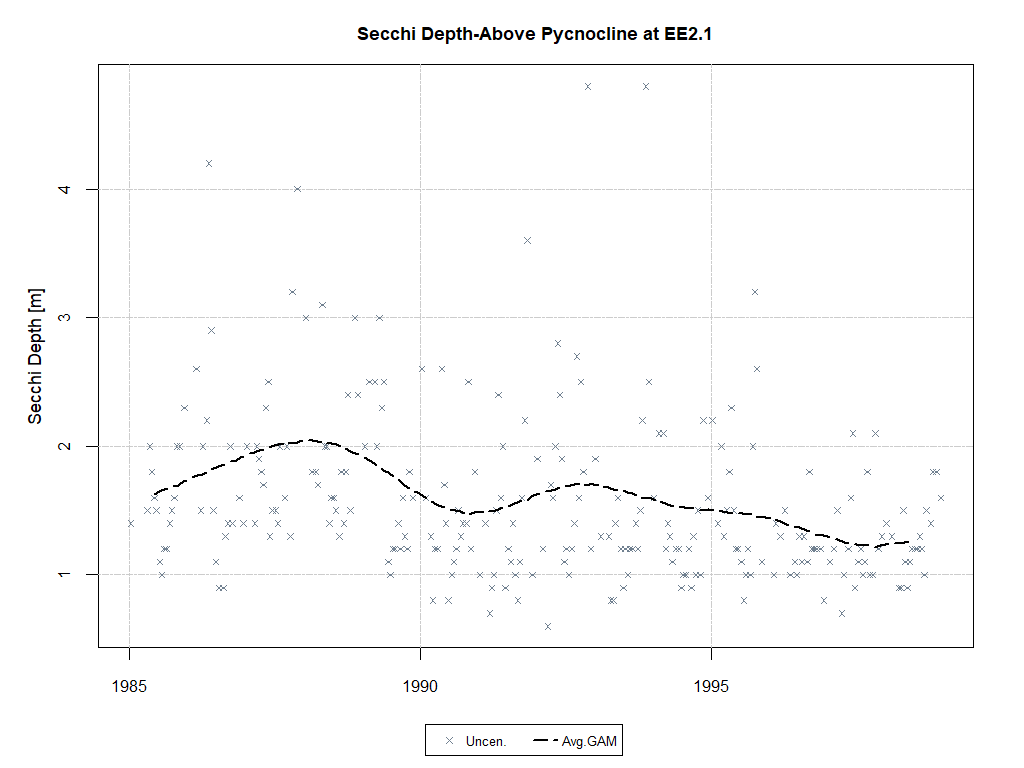 Secchi Depth-Above Pycnocline at EE2.1
Secchi Depth [m]
4
3
2
1
1985 1990 1995
Uncen. Avg.GAM